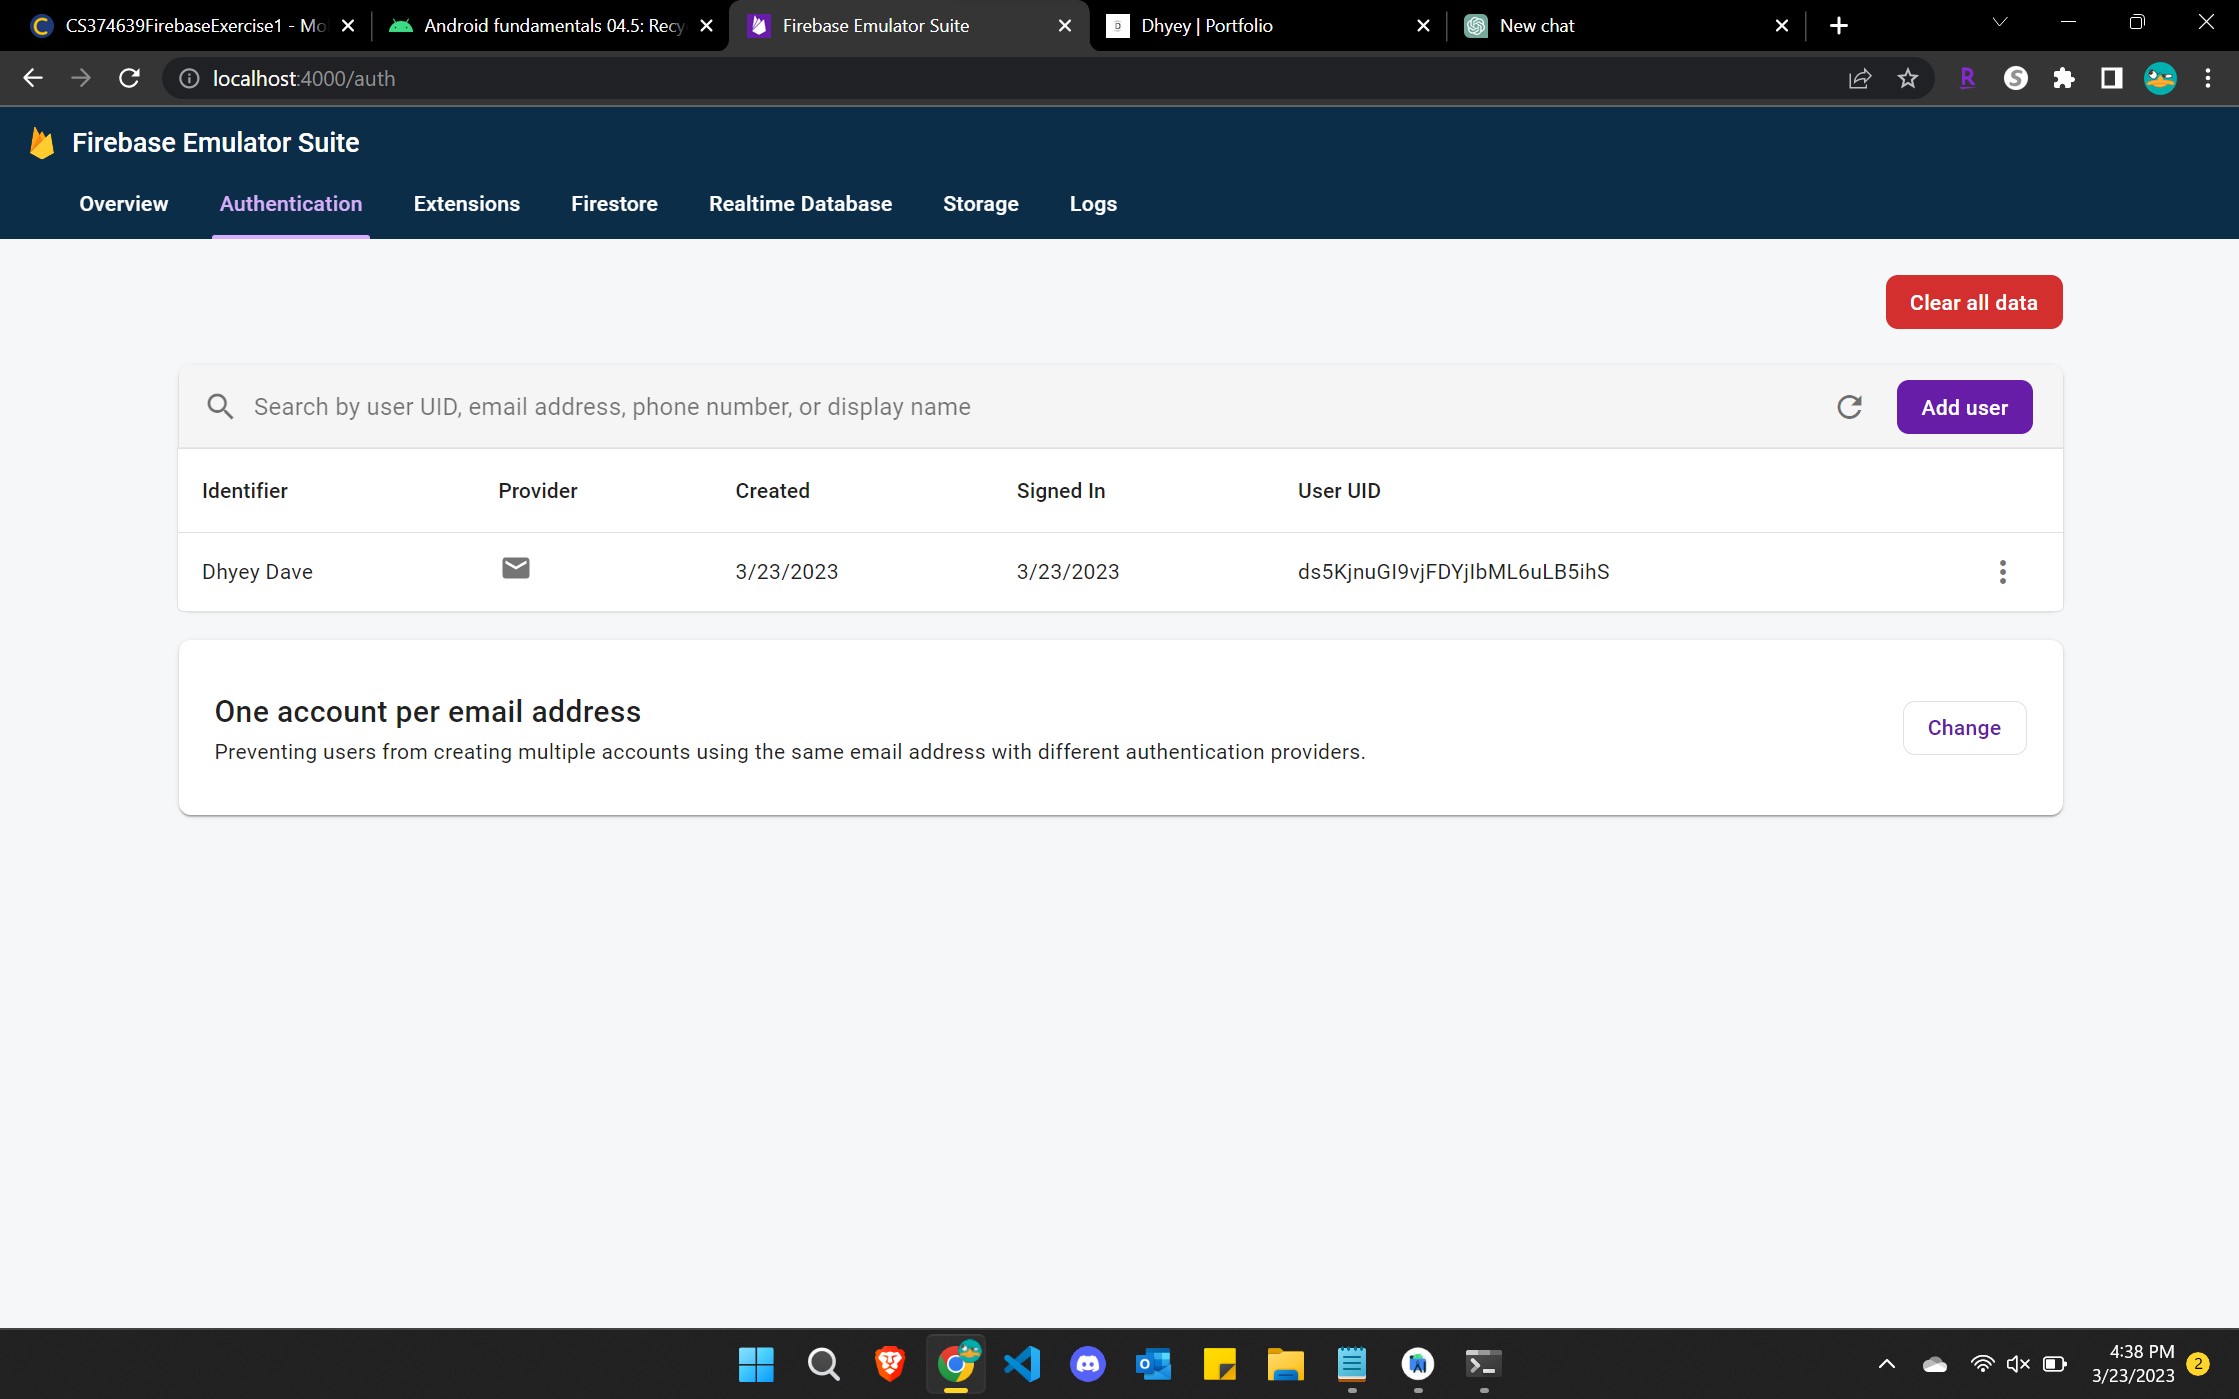 CS374639FirebaseExercise1 - Mo
Android fundamentals 04.5: Recy
Firebase Emulator Suite
Dhyey | Portfolio
New chat
localhost:4000/auth
Firebase Emulator Suite
Overview
Authentication
Extensions
Firestore
Realtime Database
Storage
Logs
Clear all data
Search by user UID, email address, phone number, or display name
Add user
Identifier
Provider
Created
Signed In
User UID
Dhyey Dave
3/23/2023
3/23/2023
ds5KjnuGI9vjFDYjIbML6uLB5ihS
One account per email address
Preventing users from creating multiple accounts using the same email address with different authentication providers.
Change
4:38 PM
3/23/2023
2